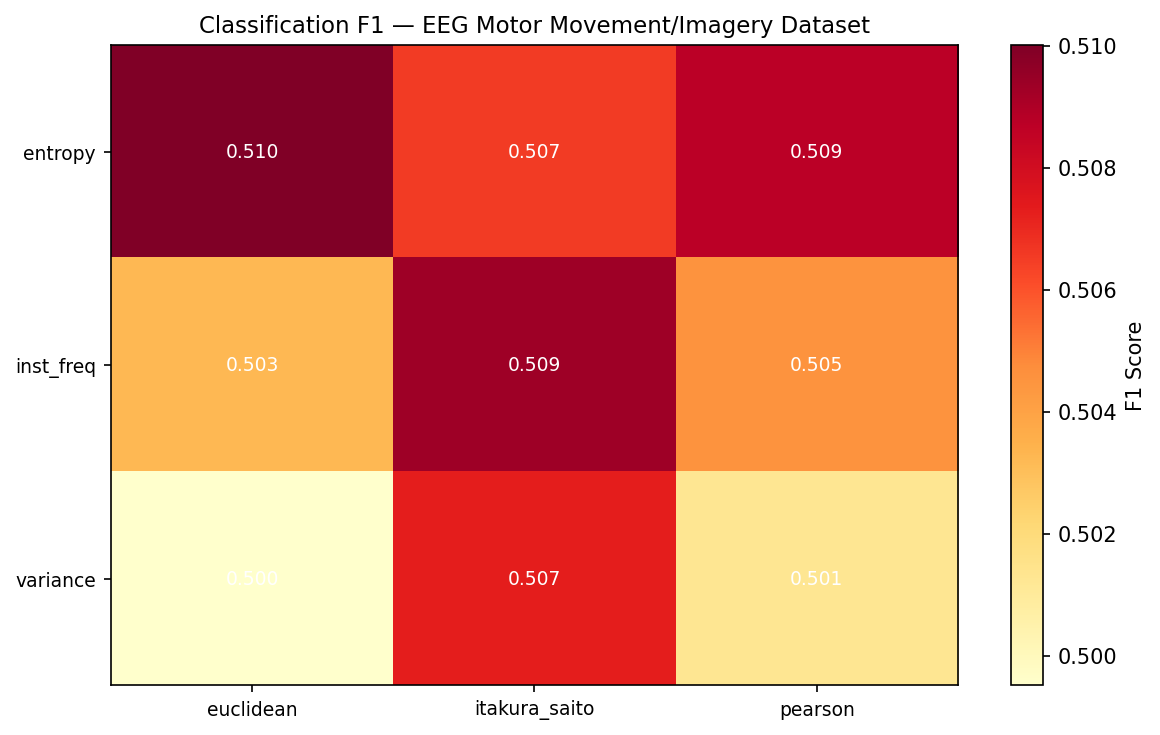 Classification F1 — EEG Motor Movement/Imagery Dataset
entropy
0.510
0.507
0.509
inst_freq
0.503
0.509
0.505
variance
0.500
0.507
0.501
euclidean
itakura_saito
pearson
0.510
0.508
0.506
0.504
0.502
0.500
F1 Score